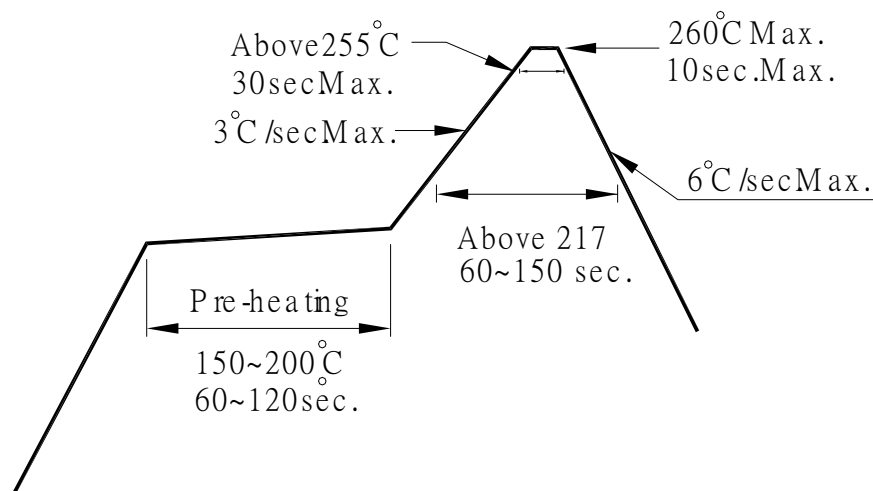 Above255°C
30secMax.
260°C Max.
10sec.Max.
3°C/secMax.
6°C/secMax.
Above 217
60~150 sec.
Pre-heating
150~200°C
60~120sec.